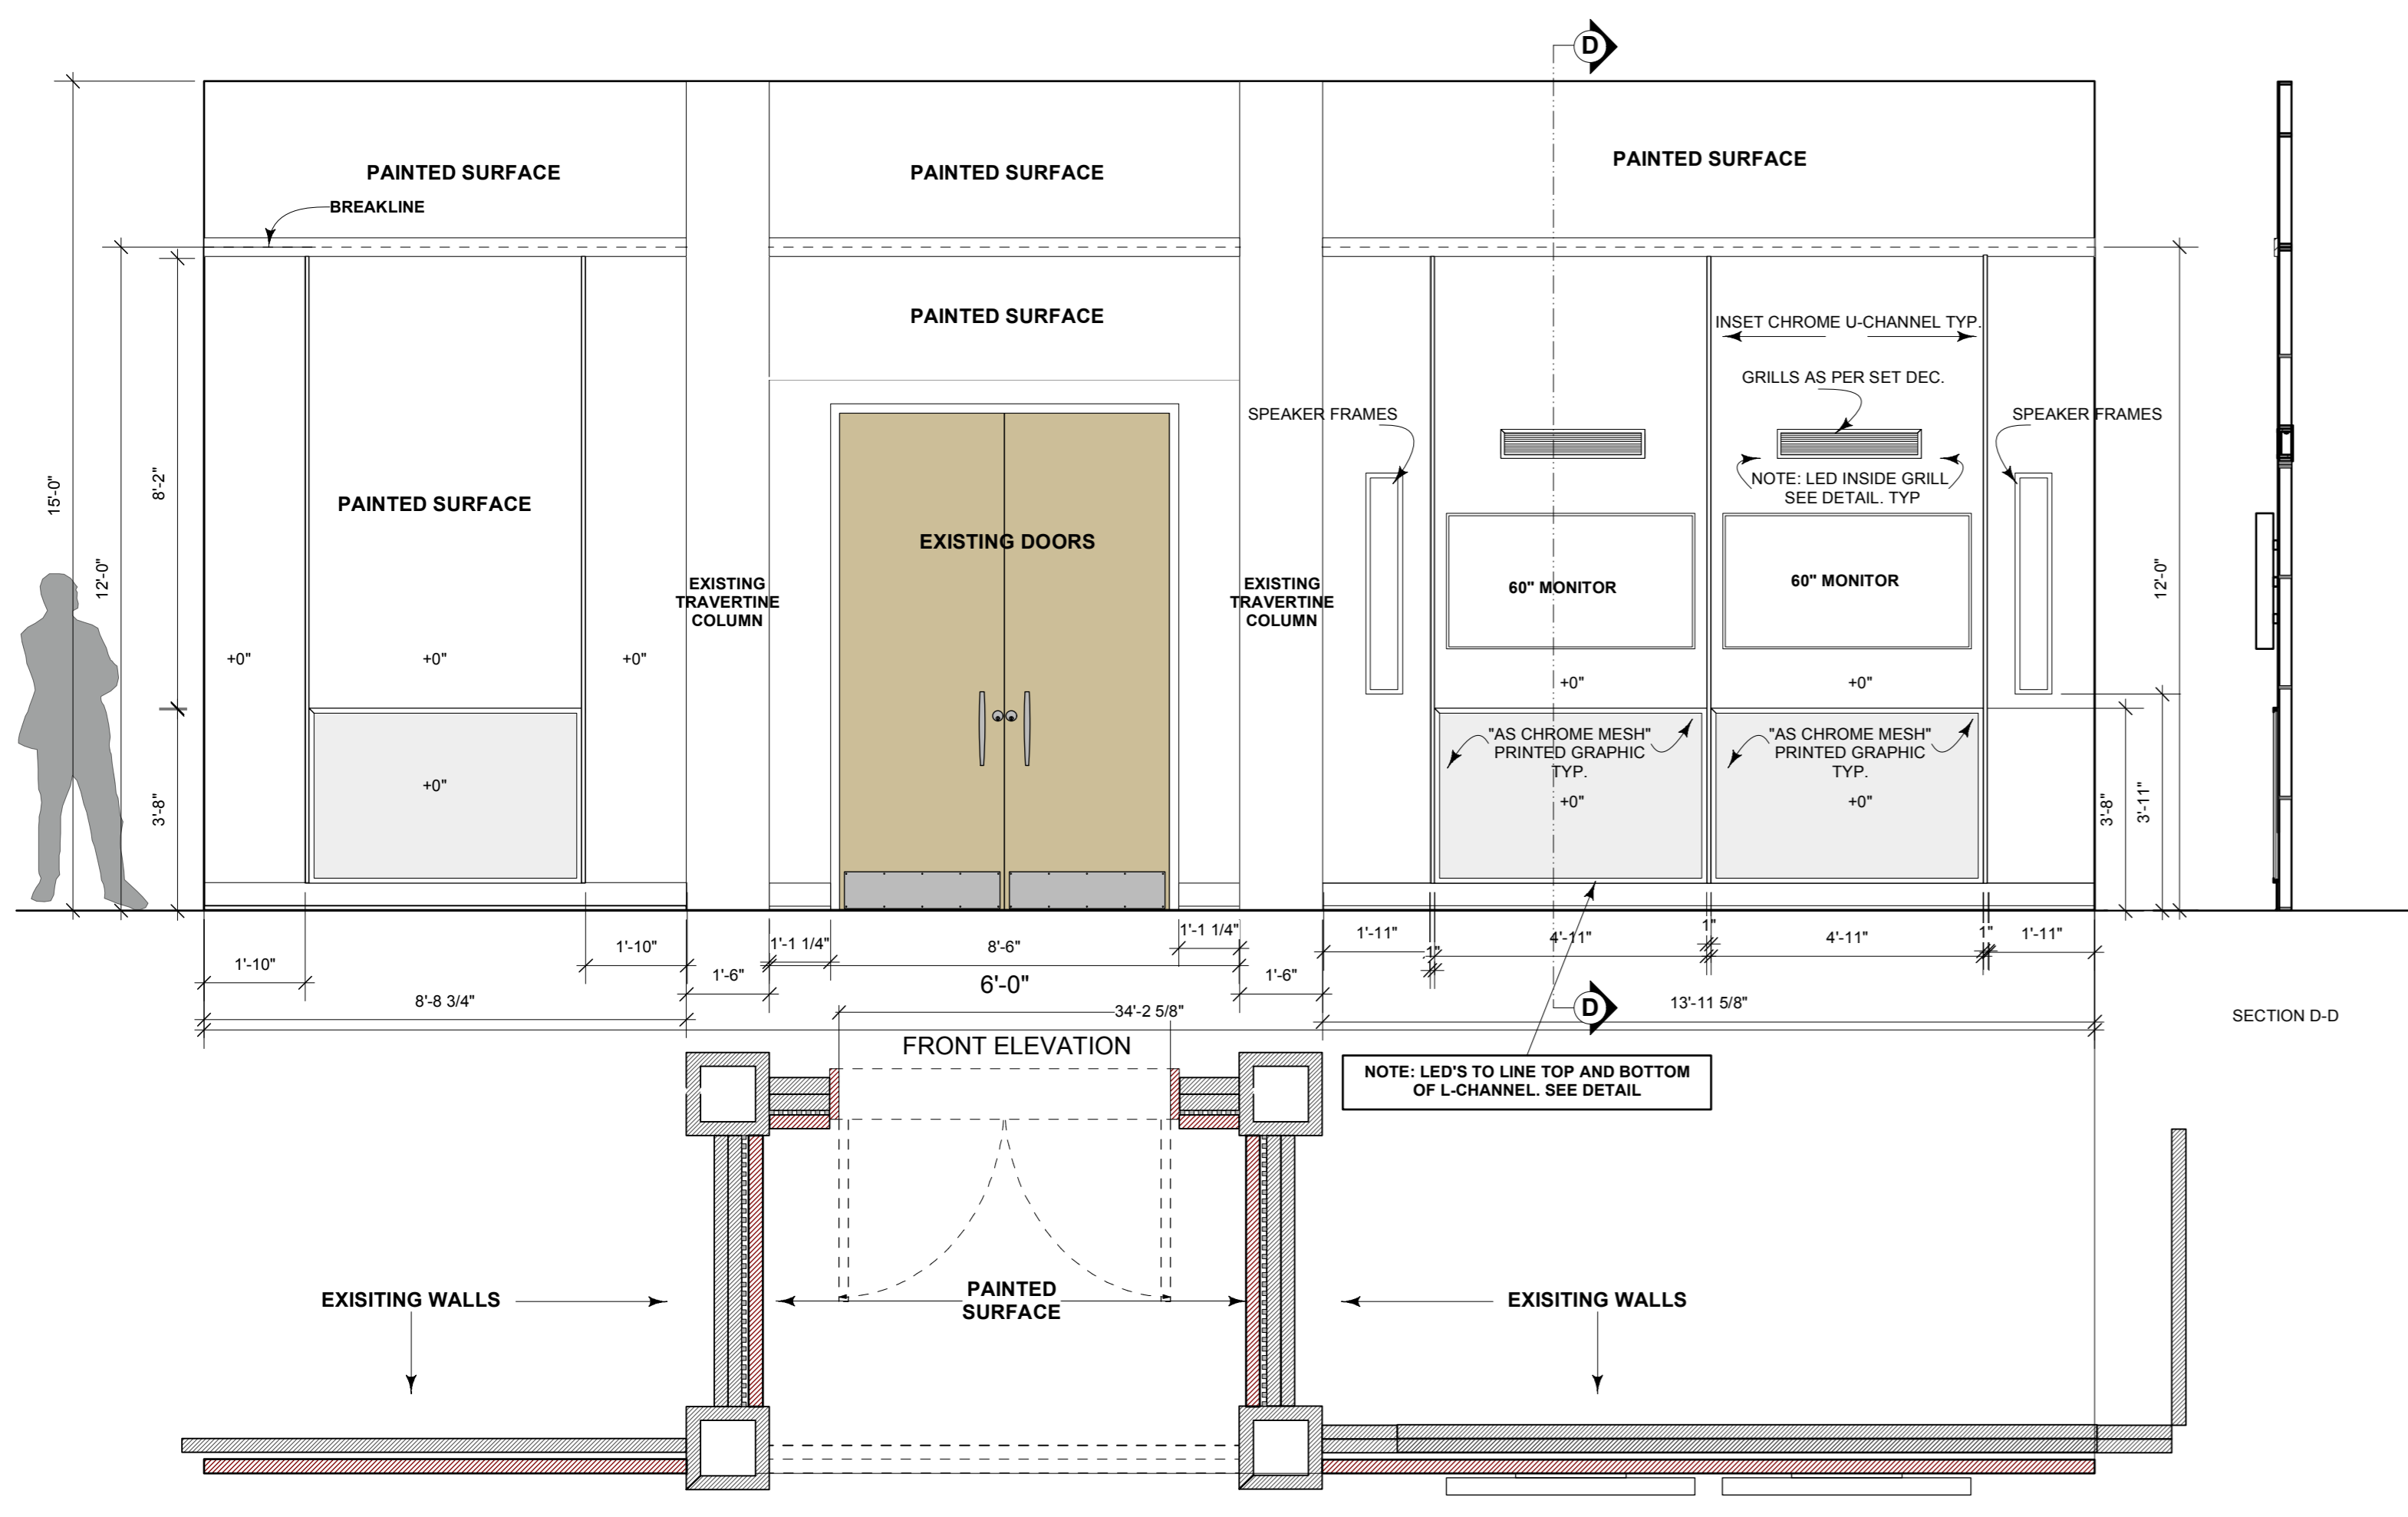 D
PAINTED SURFACE
PAINTED SURFACE
PAINTED SURFACE
BREAKLINE
PAINTED SURFACE
INSET CHROME U-CHANNEL TYP.
GRILLS AS PER SET DEC.
SPEAKER FRAMES
SPEAKER FRAMES
15'-0"
12'-0"
8'-2"
3'-8"
PAINTED SURFACE
NOTE: LED INSIDE GRILL
SEE DETAIL. TYP
EXISTING DOORS
EXISTING
TRAVERTINE
COLUMN
EXISTING
TRAVERTINE
COLUMN
60" MONITOR
60" MONITOR
12'-0"
+0"
+0"
+0"
+0"
+0"
"AS CHROME MESH"
PRINTED GRAPHIC
TYP.
"AS CHROME MESH"
PRINTED GRAPHIC
TYP.
+0"
+0"
+0"
3'-8"
3'-11"
1'-10"
1'-10"
1'-6"
1'-1 1/4"
8'-6"
1'-1 1/4"
1'-6"
1'-11"
1"
4'-11"
1"
4'-11"
1"
1'-11"
8'-8 3/4"
6'-0"
34'-2 5/8"
D
13'-11 5/8"
SECTION D-D
FRONT ELEVATION
NOTE: LED'S TO LINE TOP AND BOTTOM
OF L-CHANNEL. SEE DETAIL
EXISITING WALLS
PAINTED
SURFACE
EXISITING WALLS